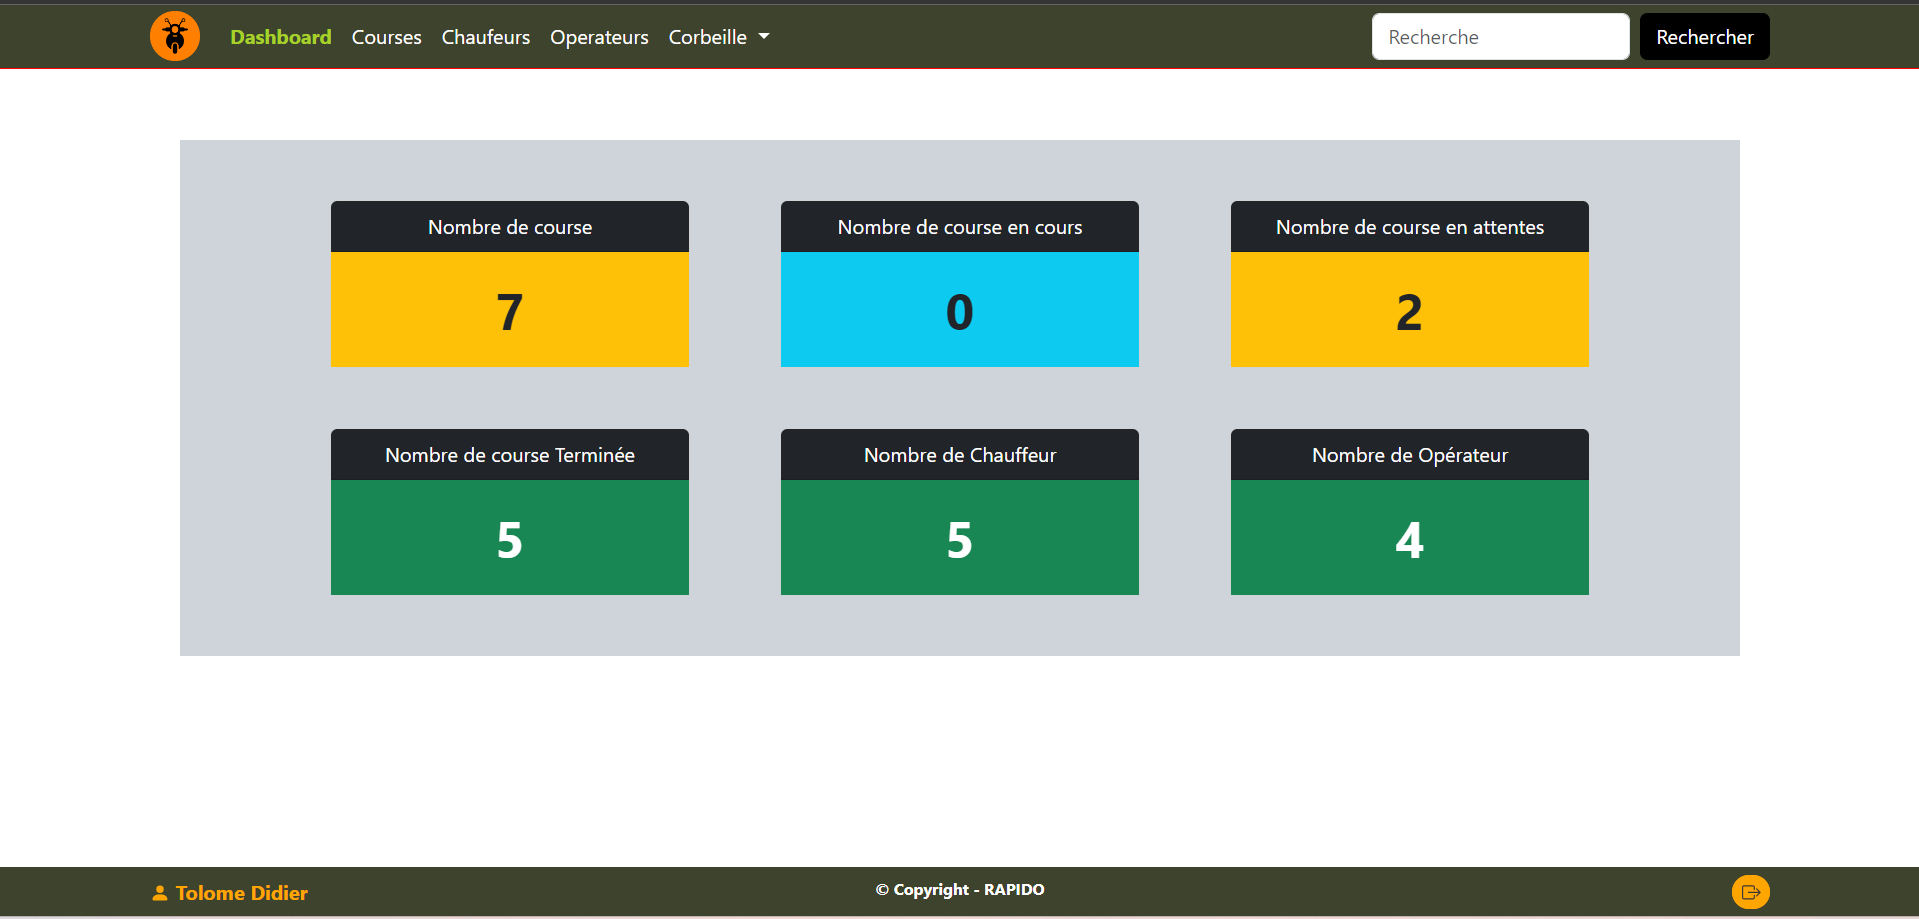 Dashboard Courses Chaufeurs Operateurs Corbeille Recherche Rechercher
Nombre de course
7
Nombre de course en cours
0
Nombre de course en attentes
2
Nombre de course Terminée
5
Nombre de Chauffeur
5
Nombre de Opérateur
4
Tolome Didier
© Copyright - RAPIDO